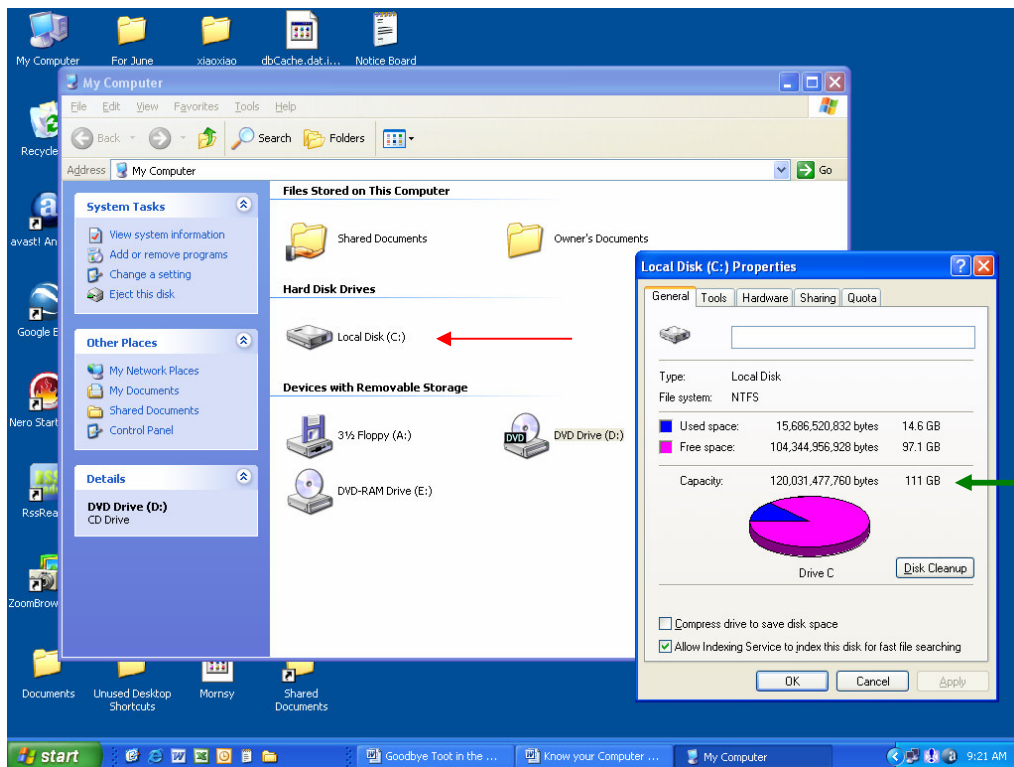 My Computer
For June
xiaoxiao
dbCache.dat.i...
Notice Board
Recycle
avast! An
Google E
Nero Start
RssRea
ZoomBrow
My Computer
File Edit View Favorites Tools Help
Back Search Folders
Address My Computer Go
System Tasks
View system information
Add or remove programs
Change a setting
Eject this disk
Other Places
My Network Places
My Documents
Shared Documents
Control Panel
Details
DVD Drive (D:)
CD Drive
Files Stored on This Computer
Shared Documents
Owner's Documents
Hard Disk Drives
Local Disk (C:)
Devices with Removable Storage
3½ Floppy (A:)
DVD
DVD Drive (D:)
DVD-RAM Drive (E:)
Local Disk (C:) Properties
General Tools Hardware Sharing Quota
Type: Local Disk
File system: NTFS
Used space: 15,686,520,832 bytes 14.6 GB
Free space: 104,344,956,928 bytes 97.1 GB
Capacity: 120,031,477,760 bytes 111 GB
Drive C
Disk Cleanup
Compress drive to save disk space
Allow Indexing Service to index this disk for fast file searching
OK Cancel Apply
Documents
Unused Desktop
Shortcuts
Mornsy
Shared
Documents
start
Goodbye Toot in the ...
Know your Computer ...
My Computer
9:21 AM